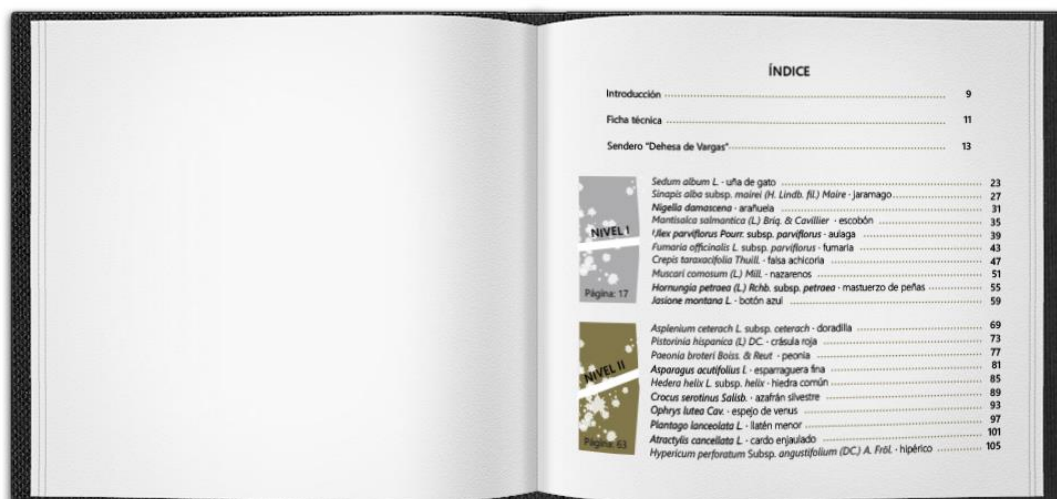 ÍNDICE
Introducción 9
Ficha técnica 11
Sendero "Dehesa de Vargas" 13
NIVEL I
Página: 17
Sedum album L. - uña de gato 23
Sinapis alba subsp. mairei (H. Lindb. fil.) Maire - jaramago 27
Nigella damascena - arañuela 31
Mantisalca salmantica (L.) Briq. & Cavillier - escobón 35
Ulex parviflorus Pourr. subsp. parviflorus - aulaga 39
Fumaria officinalis L. subsp. parviflorus - fumaria 43
Crepis taraxacifolia Thuill. - falsa achicoria 47
Muscari comosum (L.) Mill. - nazarenos 51
Hornungia petraea (L.) Rchb. subsp. petraea - mastuerzo de peñas 55
Jasione montana L. - botón azul 59
NIVEL II
Página: 63
Asplenium ceterach L. subsp. ceterach - doradilla 69
Pistorinia hispanica (L) DC. - crásula roja 73
Paeonia broteri Boiss. & Reut - peonia 77
Asparagus acutifolius L - esparraguera fina 81
Hedera helix L. subsp. helix - hiedra común 85
Crocus serotinus Salisb. - azafrán silvestre 89
Ophrys lutea Cav. - espejo de venus 93
Plantago lanceolata L - llatén menor 97
Atractylis cancellata L - cardo enjaulado 101
Hypericum perforatum Subsp. angustifolium (DC.) A. Fröl. - hipérico 105